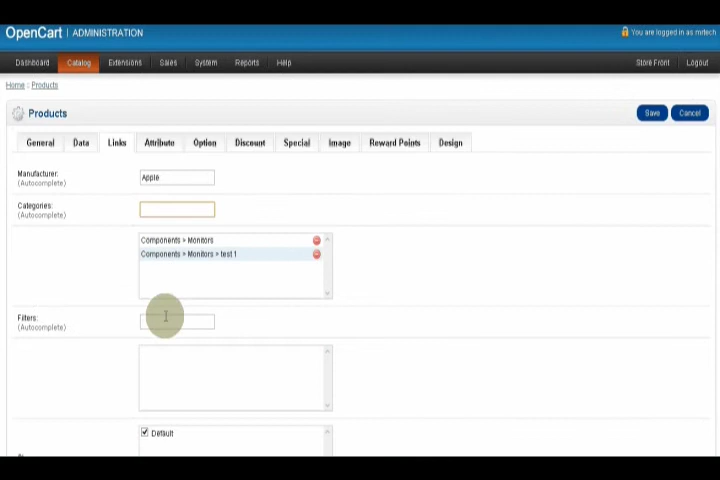 OpenCart | ADMINISTRATION
You are logged in as mrtech
Dashboard Catalog Extensions Sales System Reports Help Store Front Logout
Home : Products
Products
Save Cancel
General Data Links Attribute Option Discount Special Image Reward Points Design
Manufacturer:
(Autocomplete)
Apple
Categories:
(Autocomplete)
Components > Monitors
Components > Monitors > test 1
Filters:
(Autocomplete)
Default